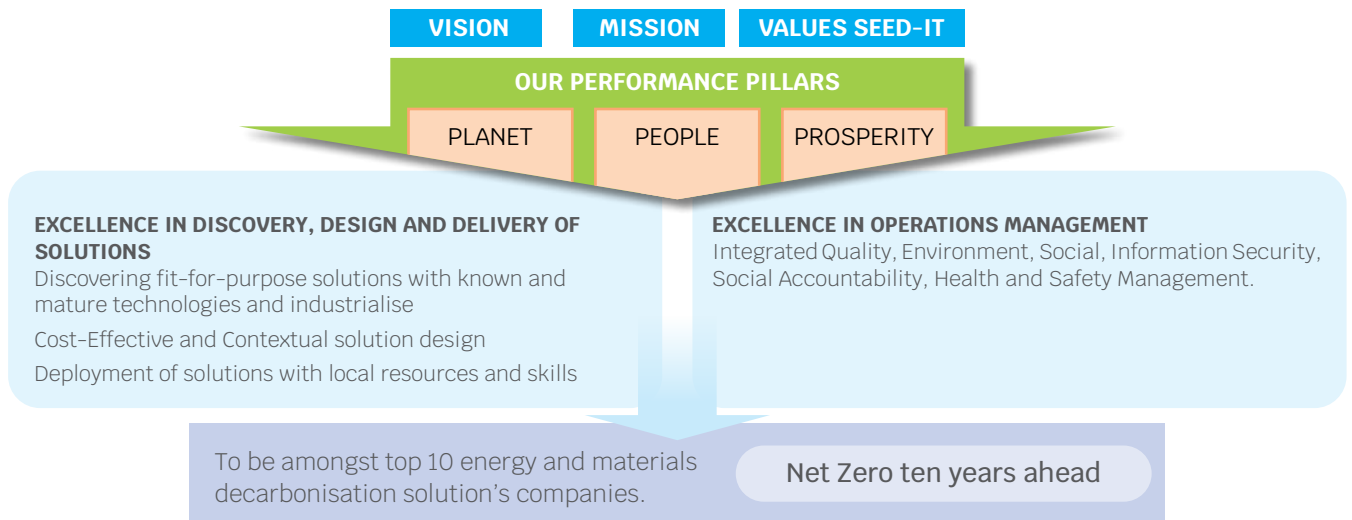 VISION
MISSION
VALUES SEED-IT
OUR PERFORMANCE PILLARS
PLANET
PEOPLE
PROSPERITY
EXCELLENCE IN DISCOVERY, DESIGN AND DELIVERY OF
SOLUTIONS
Discovering fit-for-purpose solutions with known and
mature technologies and industrialise
Cost-Effective and Contextual solution design
Deployment of solutions with local resources and skills
EXCELLENCE IN OPERATIONS MANAGEMENT
Integrated Quality, Environment, Social, Information Security,
Social Accountability, Health and Safety Management.
To be amongst top 10 energy and materials
decarbonisation solution’s companies.
Net Zero ten years ahead